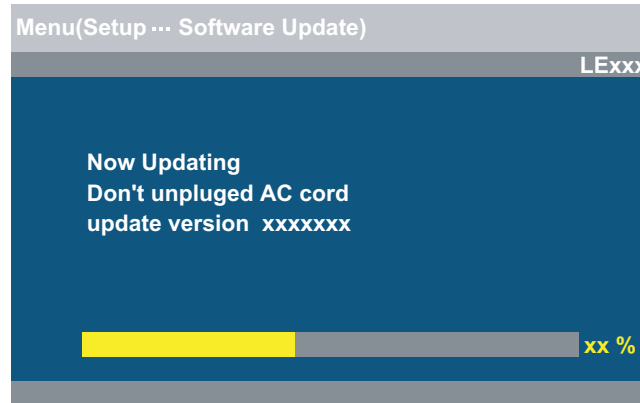 Menu(Setup ··· Software Update)
LExxx
Now Updating
Don't unpluged AC cord
update version xxxxxxx
xx %